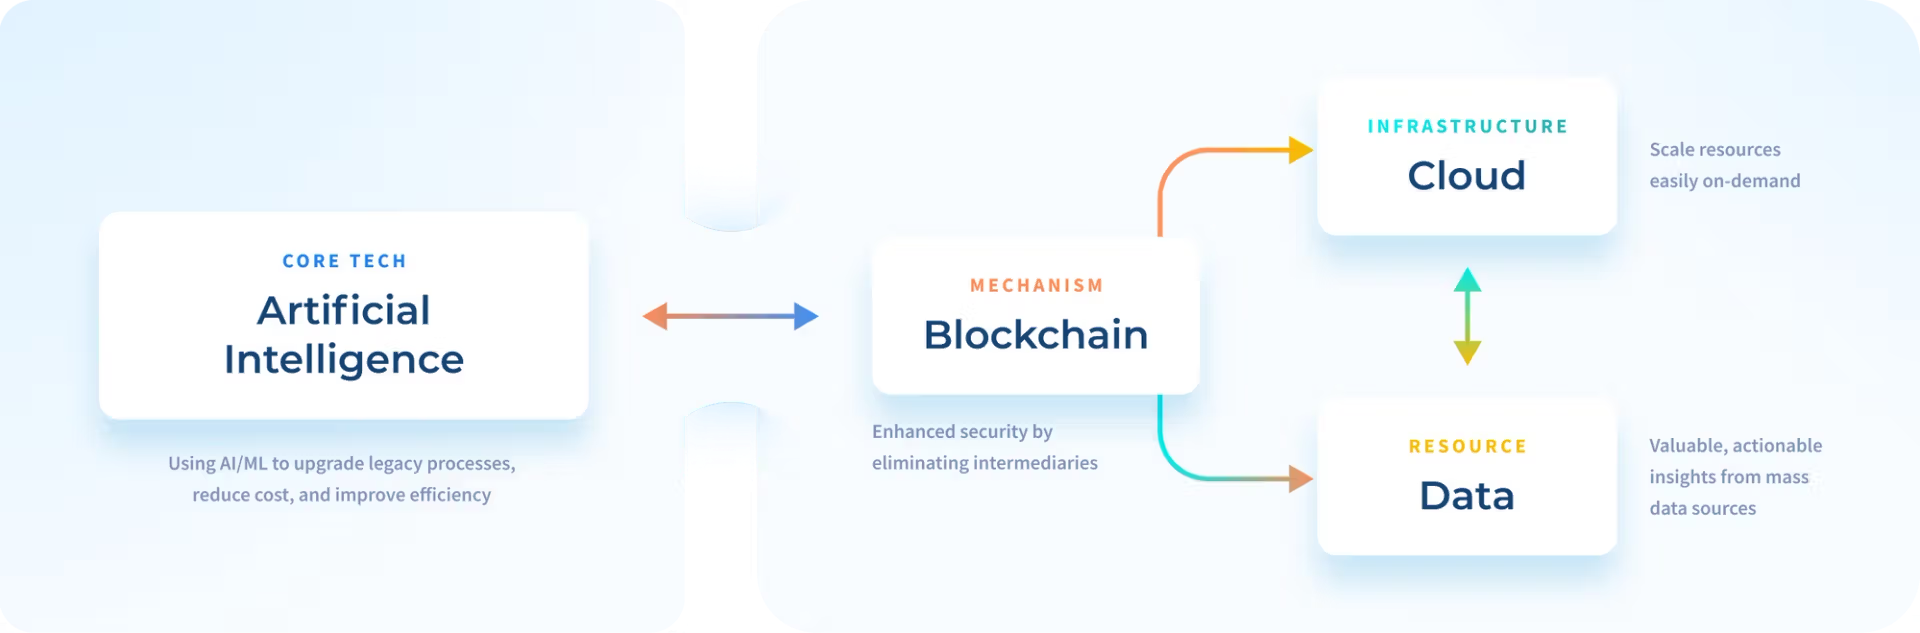 CORE TECH
Artificial
Intelligence
Using AI/ML to upgrade legacy processes,
reduce cost, and improve efficiency
MECHANISM
Blockchain
Enhanced security by
eliminating intermediaries
INFRASTRUCTURE
Cloud
Scale resources
easily on-demand
RESOURCE
Data
Valuable, actionable
insights from mass
data sources